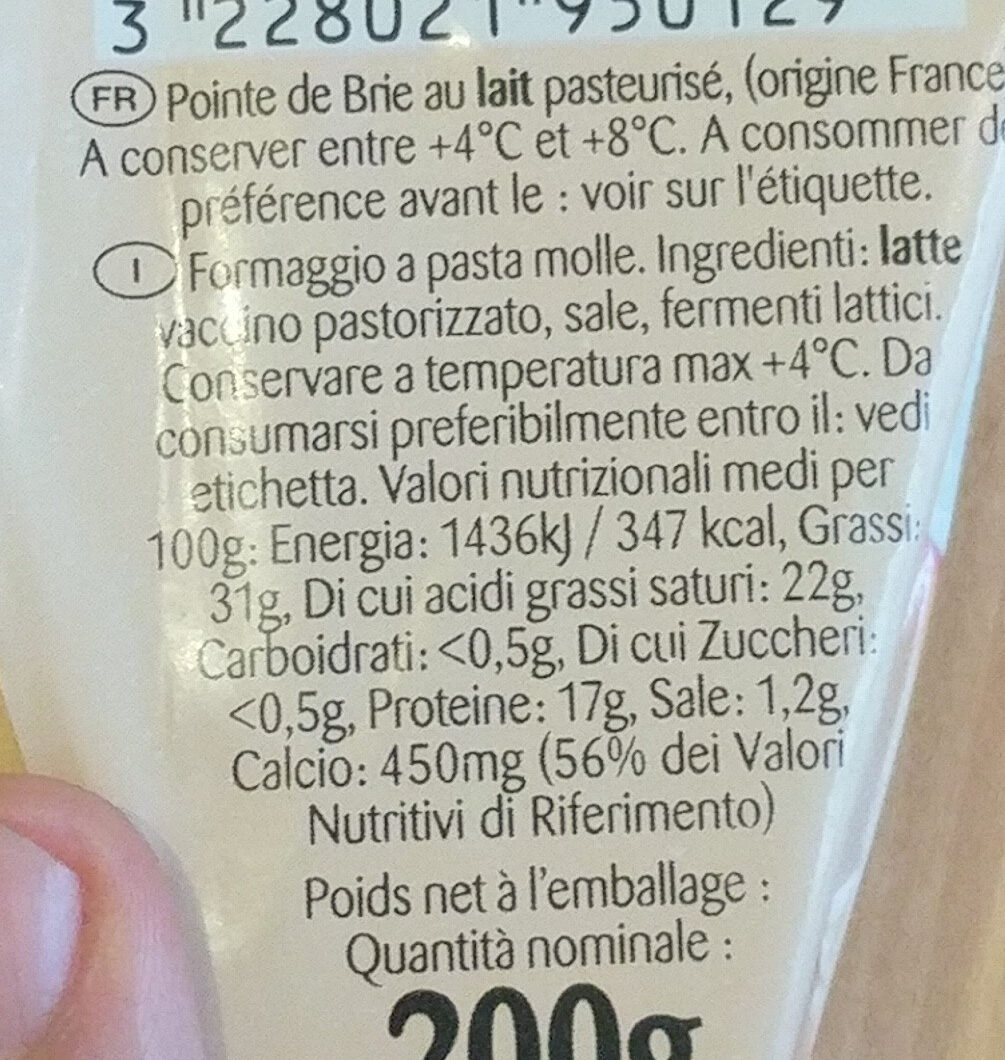 3 228021 950129
FR Pointe de Brie au lait pasteurisé, (origine France
A conserver entre +4°C et +8°C. A consommer de
préférence avant le : voir sur l'étiquette.
I Formaggio a pasta molle. Ingredienti: latte
vaccino pastorizzato, sale, fermenti lattici.
Conservare a temperatura max +4°C. Da
consumarsi preferibilmente entro il: vedi
etichetta. Valori nutrizionali medi per
100g: Energia: 1436kJ / 347 kcal, Grassi:
31g, Di cui acidi grassi saturi: 22g,
Carboidrati: <0,5g, Di cui Zuccheri:
<0,5g, Proteine: 17g, Sale: 1,2g,
Calcio: 450mg (56% dei Valori
Nutritivi di Riferimento)
Poids net à l'emballage :
Quantità nominale :
200g